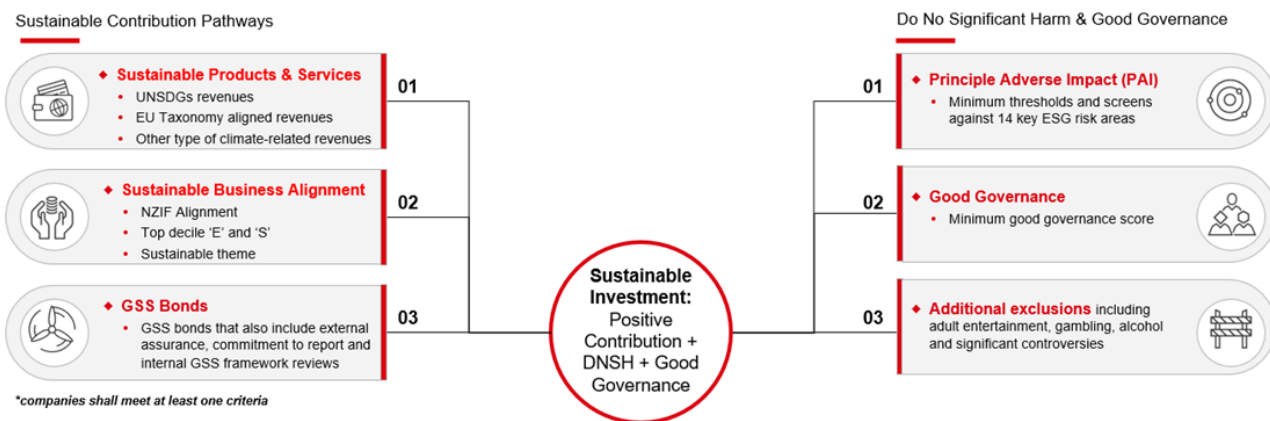 Sustainable Contribution Pathways
01
Sustainable Products & Services
UNSDGs revenues
EU Taxonomy aligned revenues
Other type of climate-related revenues
02
Sustainable Business Alignment
NZIF Alignment
Top decile ‘E’ and ‘S’
Sustainable theme
03
GSS Bonds
GSS bonds that also include external
assurance, commitment to report and
internal GSS framework reviews
*companies shall meet at least one criteria
Sustainable
Investment:
Positive
Contribution +
DNSH + Good
Governance
Do No Significant Harm & Good Governance
01
Principle Adverse Impact (PAI)
Minimum thresholds and screens
against 14 key ESG risk areas
02
Good Governance
Minimum good governance score
03
Additional exclusions including
adult entertainment, gambling, alcohol
and significant controversies